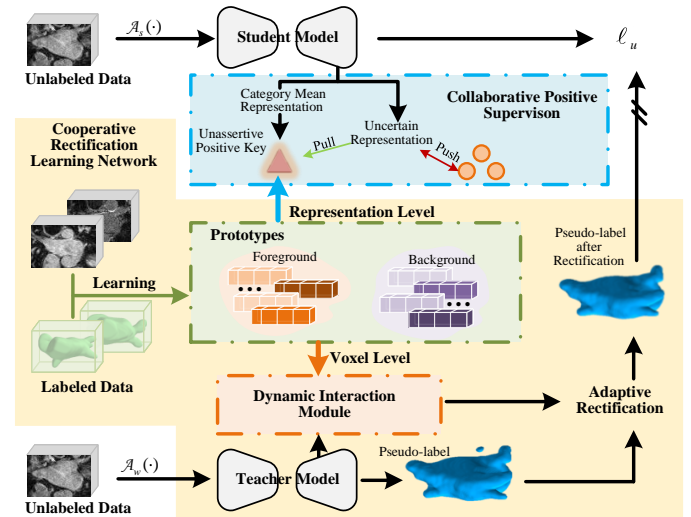 𝒜ₛ(·)
Student Model
ℓᵤ
Unlabeled Data
Category Mean
Representation
Collaborative Positive
Supervison
Cooperative
Rectification
Learning Network
Unassertive
Positive Key
Pull
Uncertain
Representation
Push
Representation Level
Prototypes
Foreground
Background
Pseudo-label
after
Rectification
Learning
Labeled Data
Voxel Level
Dynamic Interaction
Module
Adaptive
Rectification
𝒜_w(·)
Teacher Model
Pseudo-label
Unlabeled Data